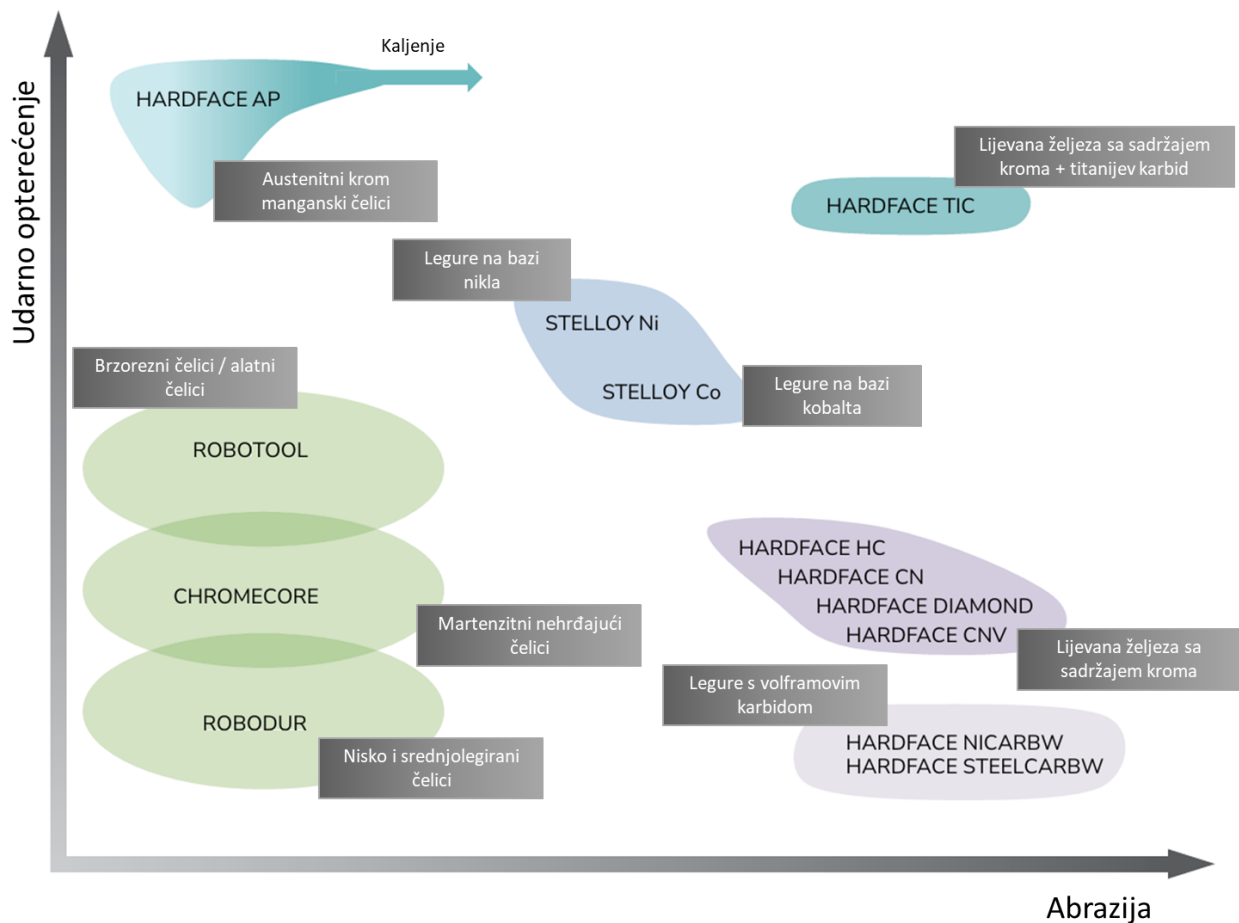 Kaljenje
Udarno opterećenje
HARDFACE AP
Austenitni krom
manganski čelici
Lijevana željeza sa sadržajem
kroma + titanijev karbid
HARDFACE TIC
Legure na bazi
nikla
STELLOY Ni
STELLOY Co
Legure na bazi
kobalta
Brzorezni čelici / alatni
čelici
ROBOTOOL
CHROMECORE
Martenzitni nehrđajući
čelici
ROBODUR
Nisko i srednjolegirani
čelici
HARDFACE HC
HARDFACE CN
HARDFACE DIAMOND
HARDFACE CNV
Lijevana željeza sa
sadržajem kroma
Legure s volframovim
karbidom
HARDFACE NICARBW
HARDFACE STEELCARBW
Abrazija